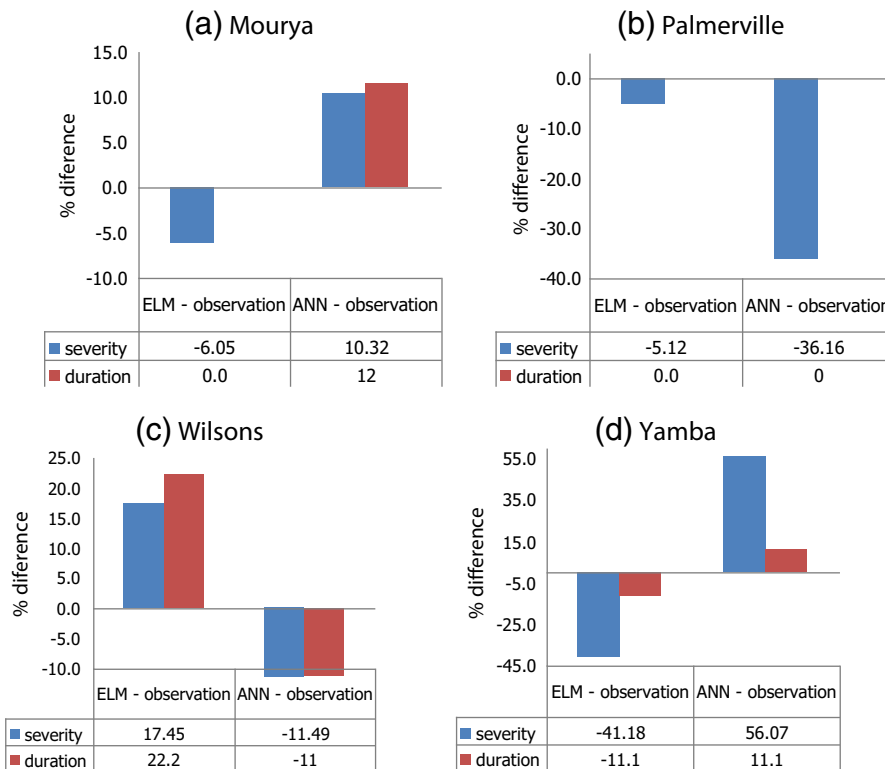 (a) Mourya
% diference
15.0
10.0
5.0
0.0
-5.0
-10.0
ELM - observation ANN - observation
severity -6.05 10.32
duration 0.0 12
(b) Palmerville
% difference
0.0
-10.0
-20.0
-30.0
-40.0
ELM - observation ANN - observation
severity -5.12 -36.16
duration 0.0 0
(c) Wilsons
% difference
25.0
20.0
15.0
10.0
5.0
0.0
-5.0
-10.0
ELM - observation ANN - observation
severity 17.45 -11.49
duration 22.2 -11
(d) Yamba
% difference
55.0
35.0
15.0
-5.0
-25.0
-45.0
ELM - observation ANN - observation
severity -41.18 56.07
duration -11.1 11.1